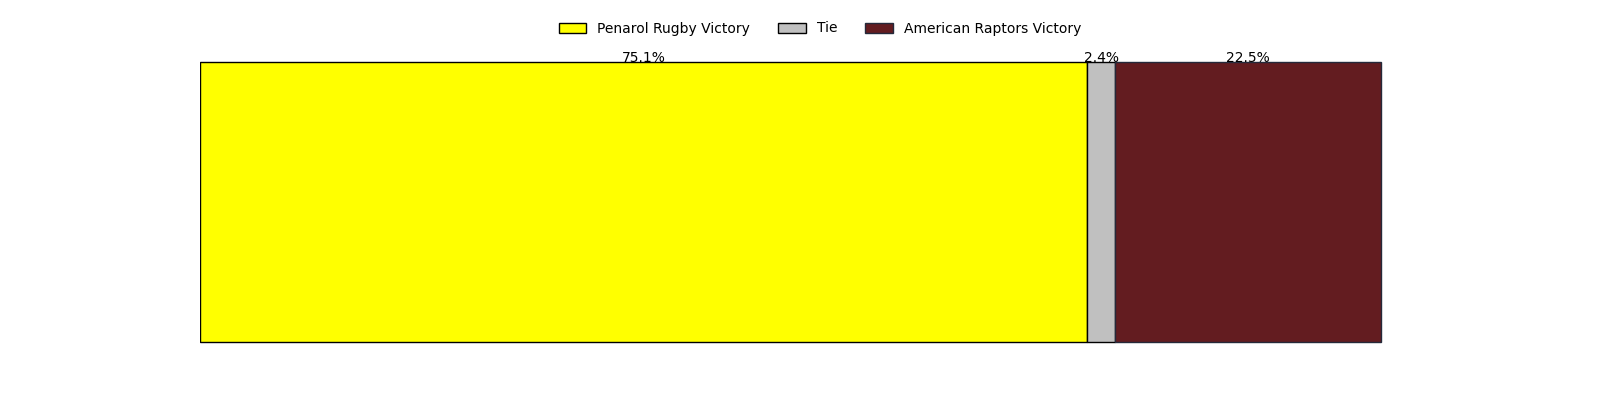 Penarol Rugby Victory Tie American Raptors Victory
75.1% 2.4% 22.5%